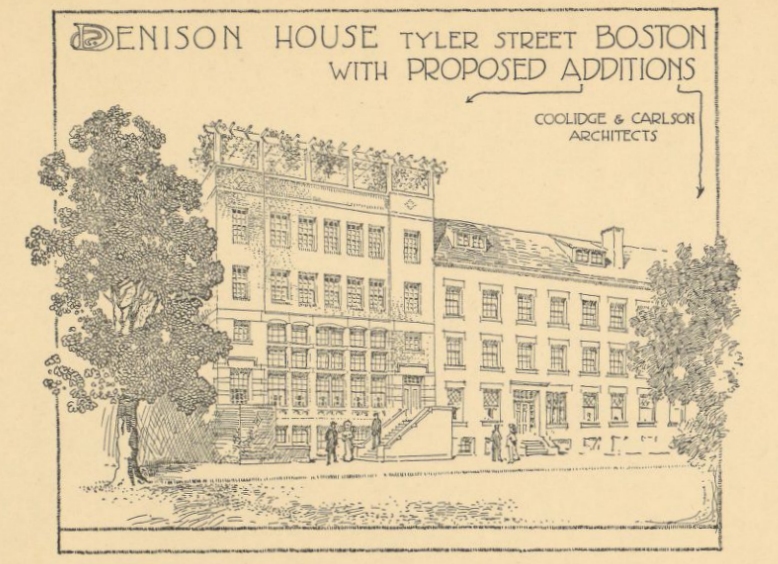 DENISON HOUSE TYLER STREET BOSTON
WITH PROPOSED ADDITIONS
COOLIDGE & CARLSON
ARCHITECTS